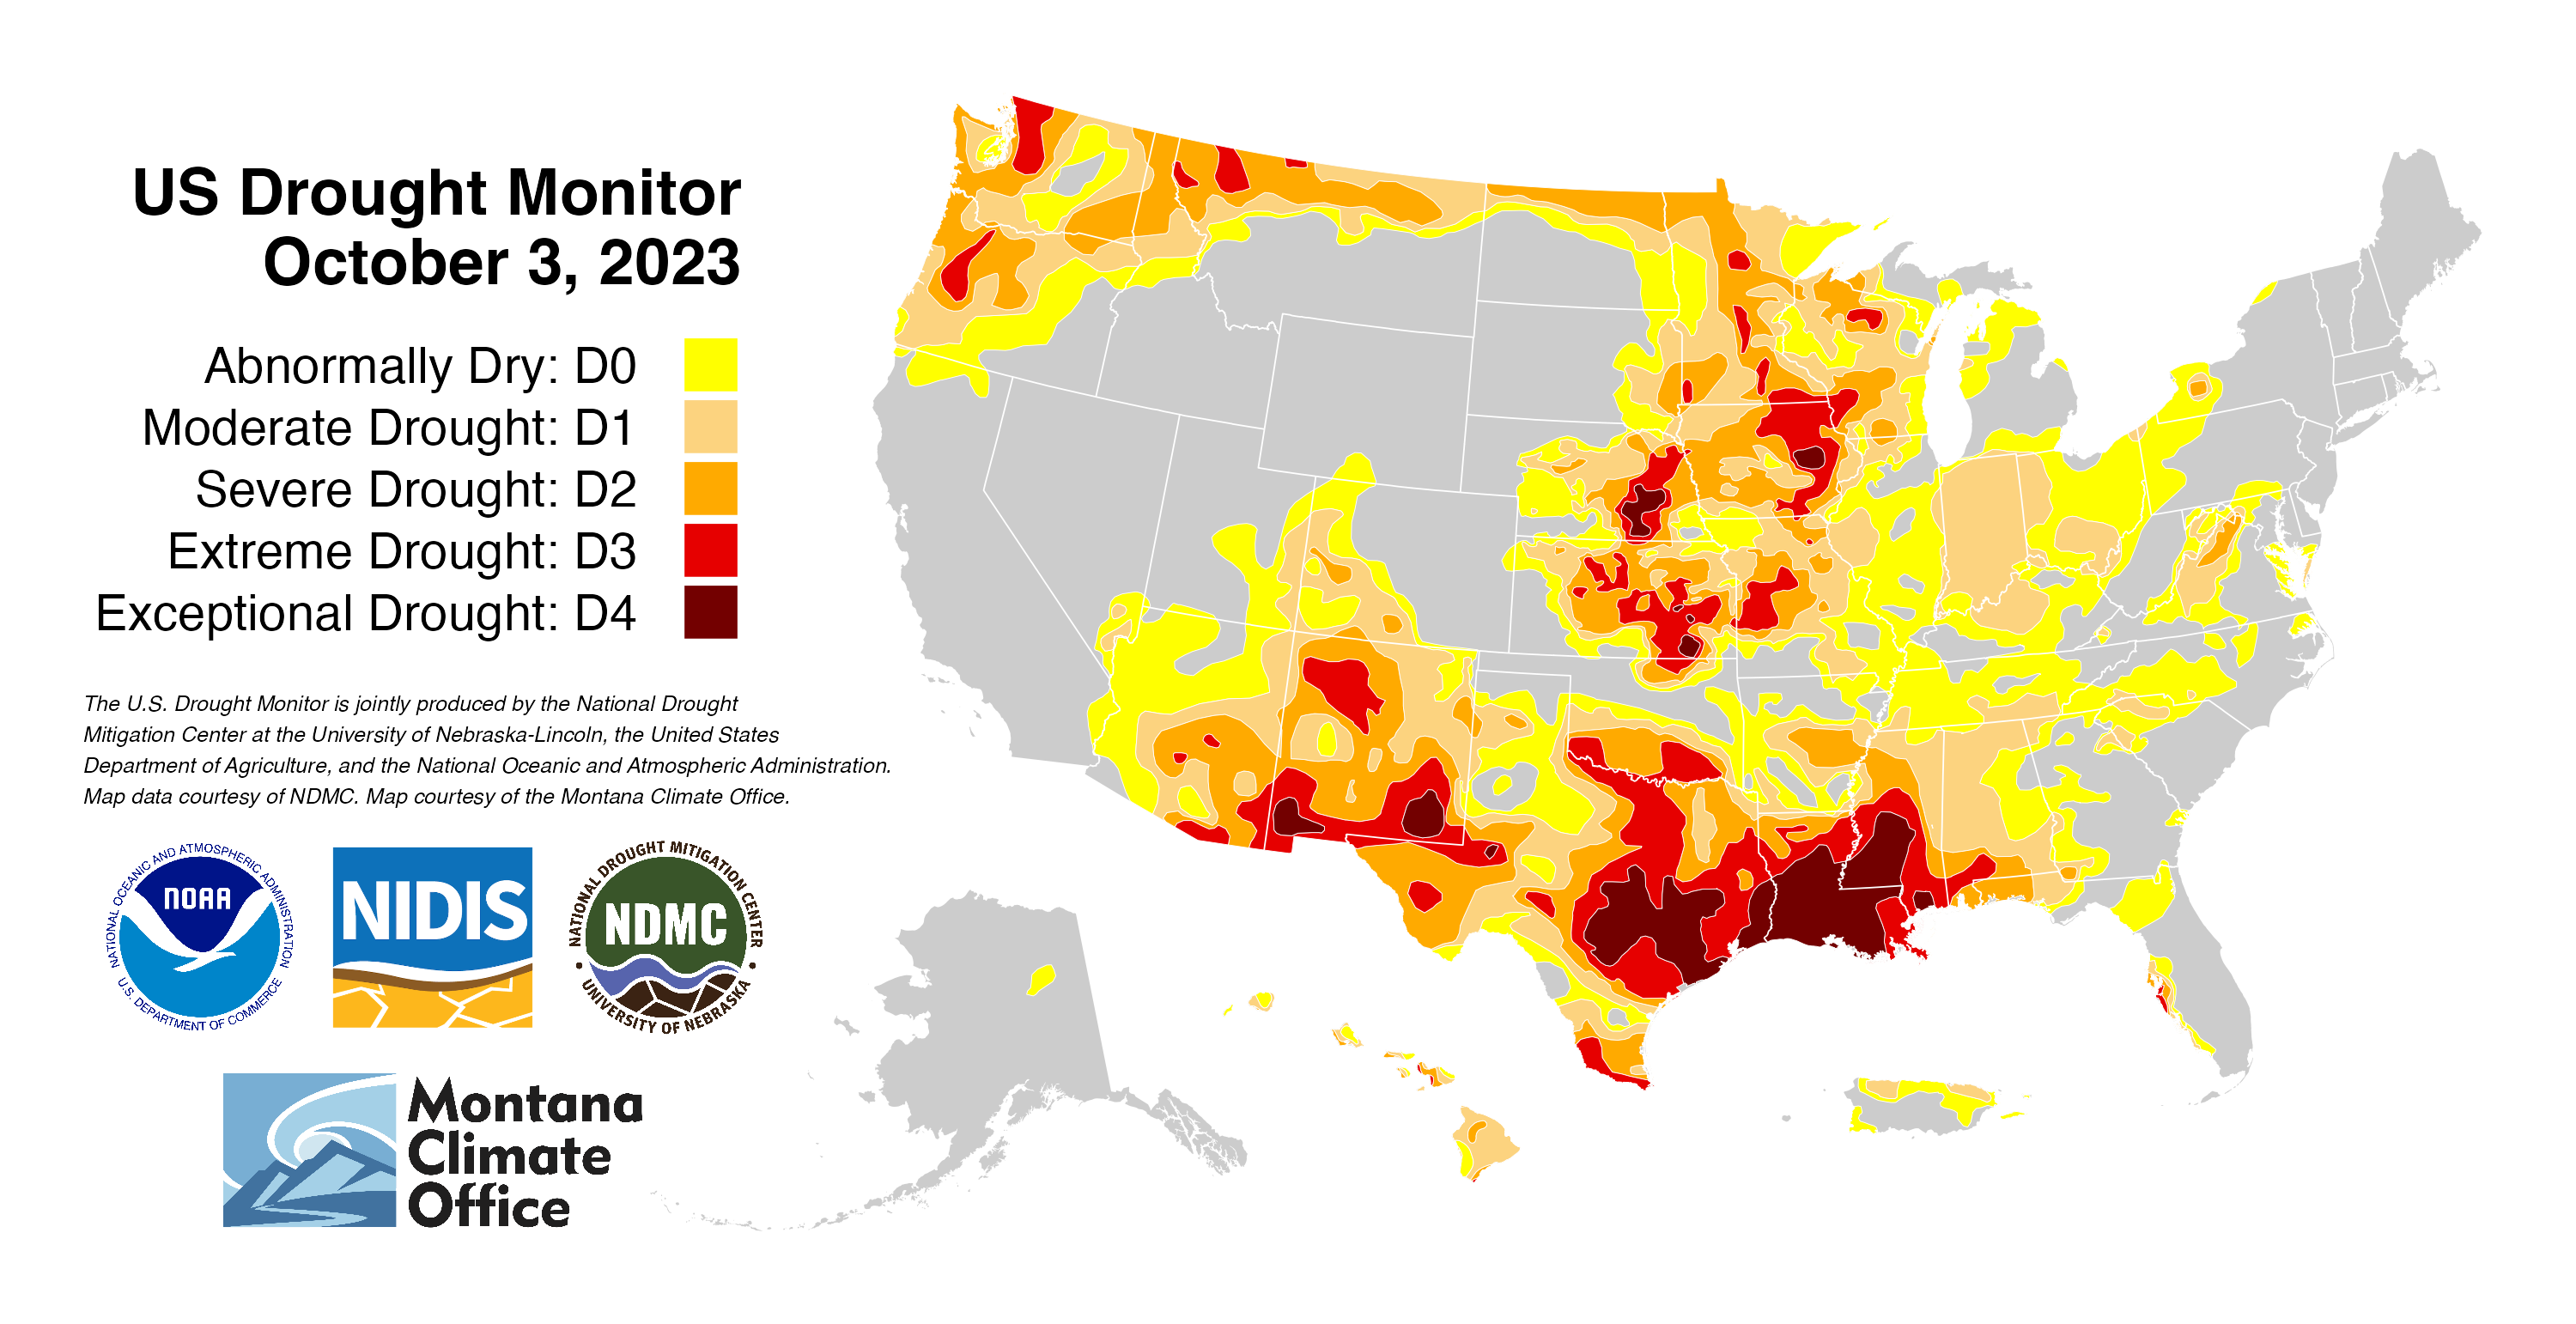 US Drought Monitor
October 3, 2023
Abnormally Dry: D0
Moderate Drought: D1
Severe Drought: D2
Extreme Drought: D3
Exceptional Drought: D4
The U.S. Drought Monitor is jointly produced by the National Drought
Mitigation Center at the University of Nebraska-Lincoln, the United States
Department of Agriculture, and the National Oceanic and Atmospheric Administration.
Map data courtesy of NDMC. Map courtesy of the Montana Climate Office.
NATIONAL OCEANIC AND ATMOSPHERIC ADMINISTRATION
NOAA
U.S. DEPARTMENT OF COMMERCE
NIDIS
NATIONAL DROUGHT MITIGATION CENTER
NDMC
UNIVERSITY OF NEBRASKA
Montana
Climate
Office